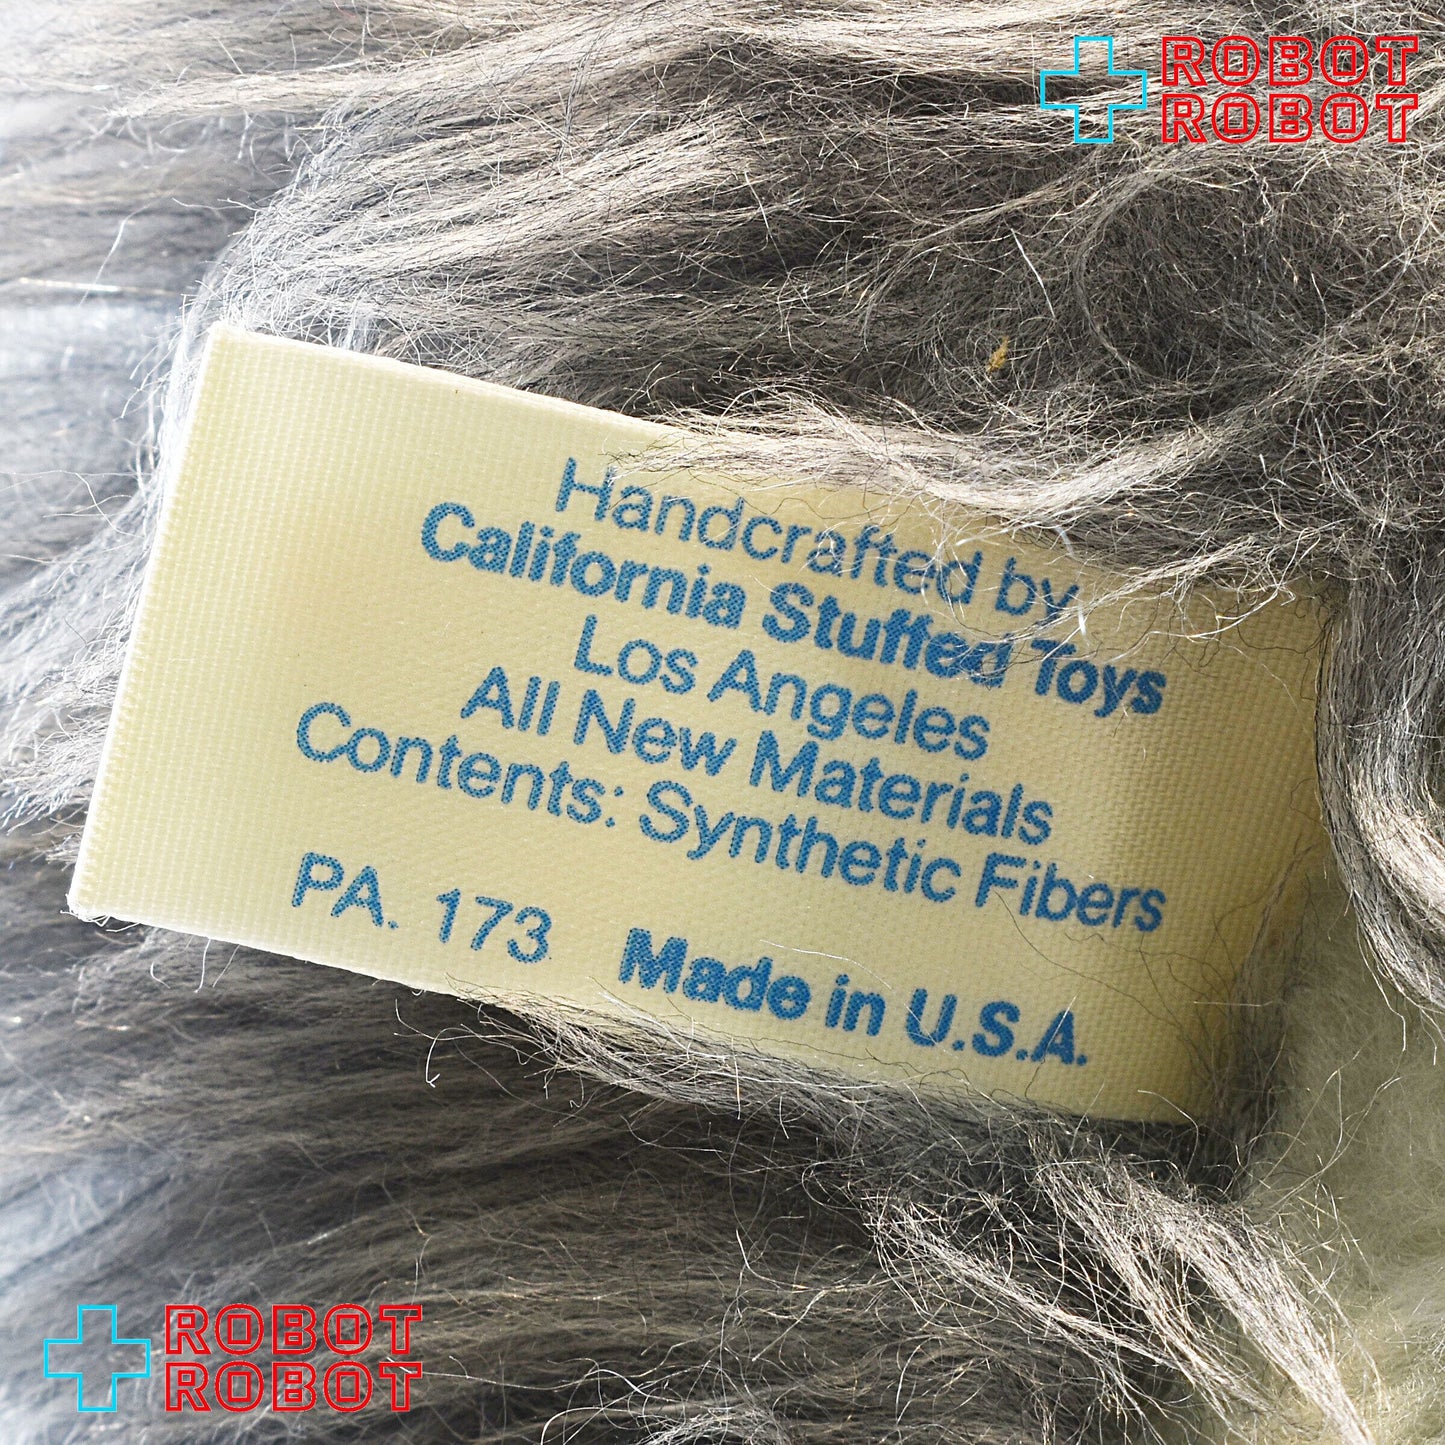 ROBOT
ROBOT
Handcrafted by
California Stuffed Toys
Los Angeles
All New Materials
Contents: Synthetic Fibers
PA. 173 Made in U.S.A.
ROBOT
ROBOT